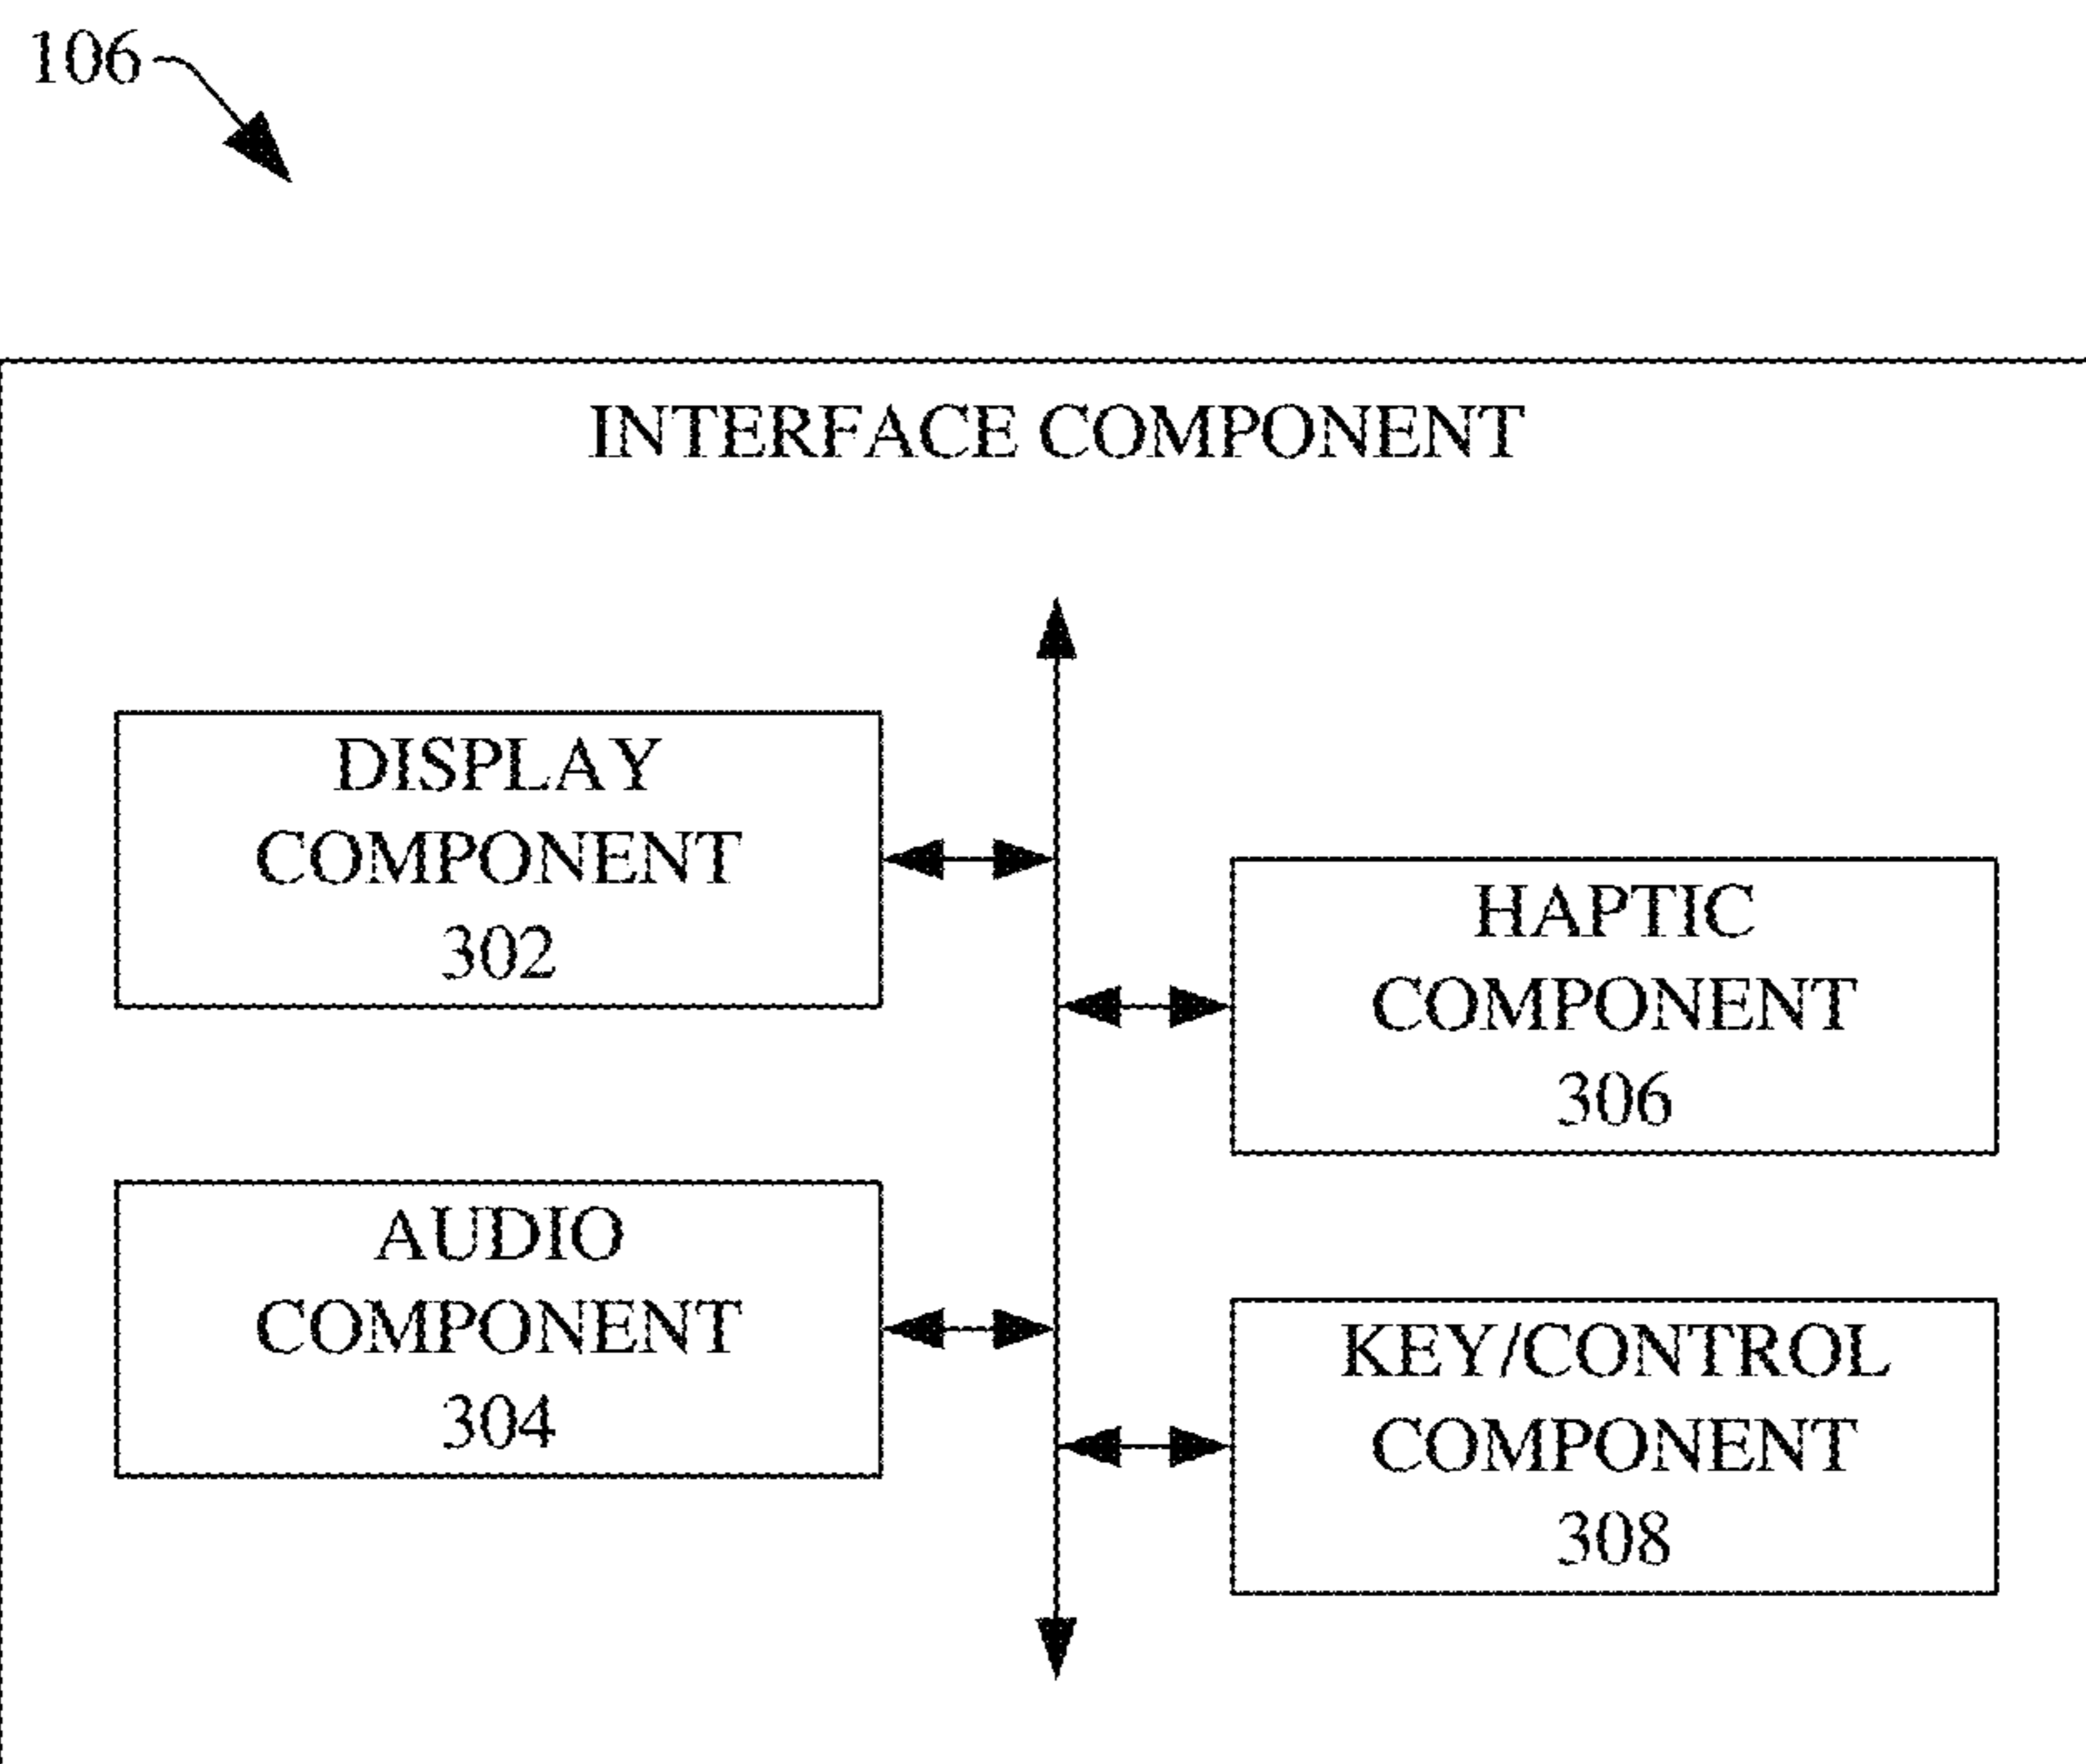 106
INTERFACE COMPONENT
DISPLAY
COMPONENT
302
HAPTIC
COMPONENT
306
AUDIO
COMPONENT
304
KEY/CONTROL
COMPONENT
308